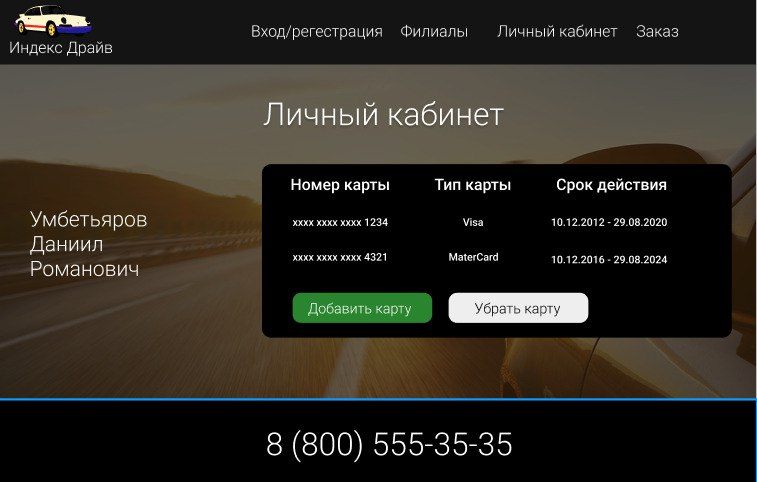 Индекс Драйв
Вход/регестрация Филиалы Личный кабинет Заказ
Личный кабинет
Умбетьяров
Даниил
Романович
Номер карты Тип карты Срок действия
xxxx xxxx xxxx 1234 Visa 10.12.2012 - 29.08.2020
xxxx xxxx xxxx 4321 MaterCard 10.12.2016 - 29.08.2024
Добавить карту Убрать карту
8 (800) 555-35-35